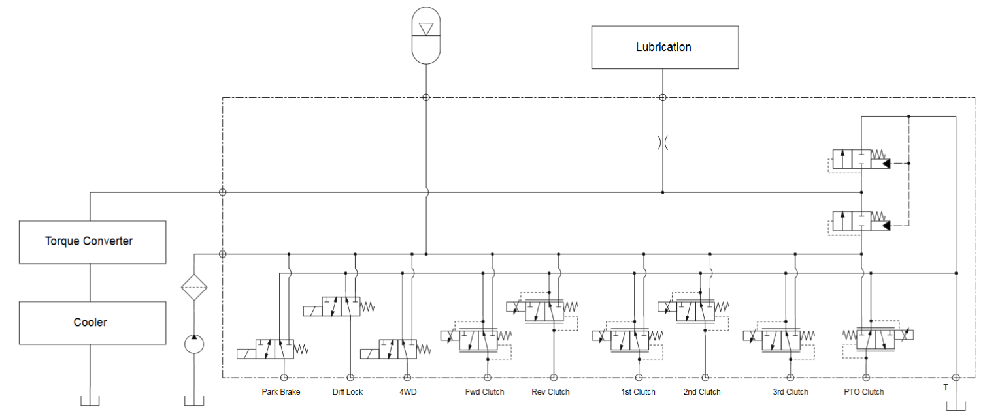 Lubrication
Torque Converter
Cooler
Park Brake
Diff Lock
4WD
Fwd Clutch
Rev Clutch
1st Clutch
2nd Clutch
3rd Clutch
PTO Clutch
T